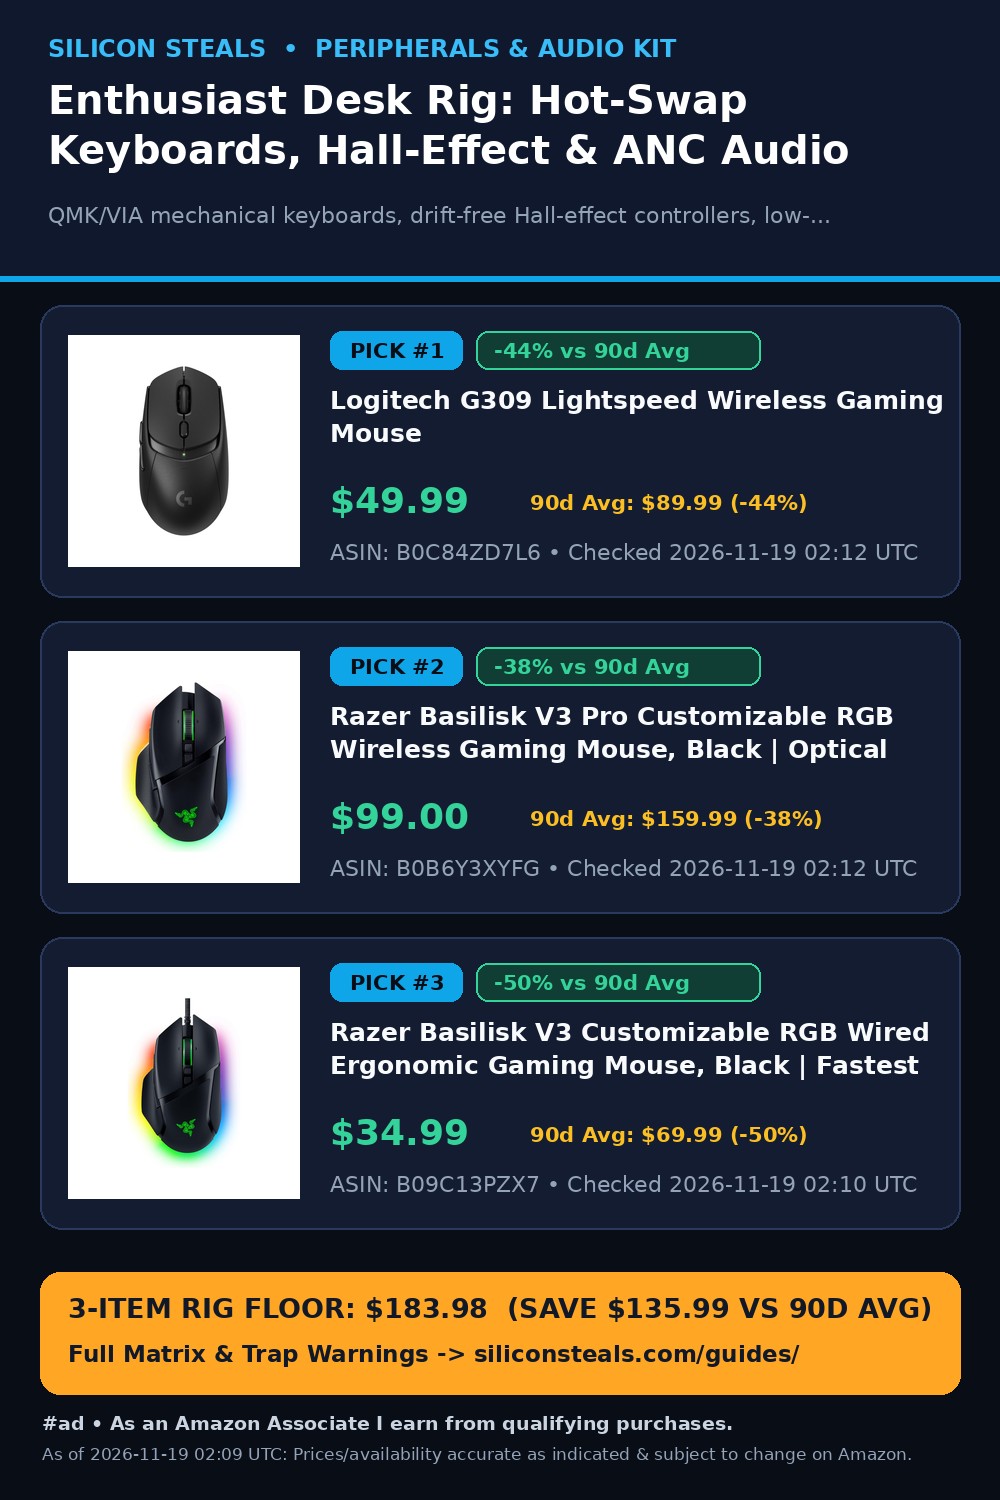 SILICON STEALS • PERIPHERALS & AUDIO KIT
Enthusiast Desk Rig: Hot-Swap
Keyboards, Hall-Effect & ANC Audio
QMK/VIA mechanical keyboards, drift-free Hall-effect controllers, low-...
PICK #1
-44% vs 90d Avg
Logitech G309 Lightspeed Wireless Gaming
Mouse
$49.99
90d Avg: $89.99 (-44%)
ASIN: B0C84ZD7L6 • Checked 2026-11-19 02:12 UTC
PICK #2
-38% vs 90d Avg
Razer Basilisk V3 Pro Customizable RGB
Wireless Gaming Mouse, Black | Optical
$99.00
90d Avg: $159.99 (-38%)
ASIN: B0B6Y3XYFG • Checked 2026-11-19 02:12 UTC
PICK #3
-50% vs 90d Avg
Razer Basilisk V3 Customizable RGB Wired
Ergonomic Gaming Mouse, Black | Fastest
$34.99
90d Avg: $69.99 (-50%)
ASIN: B09C13PZX7 • Checked 2026-11-19 02:10 UTC
3-ITEM RIG FLOOR: $183.98 (SAVE $135.99 VS 90D AVG)
Full Matrix & Trap Warnings -> siliconsteals.com/guides/
#ad • As an Amazon Associate I earn from qualifying purchases.
As of 2026-11-19 02:09 UTC: Prices/availability accurate as indicated & subject to change on Amazon.